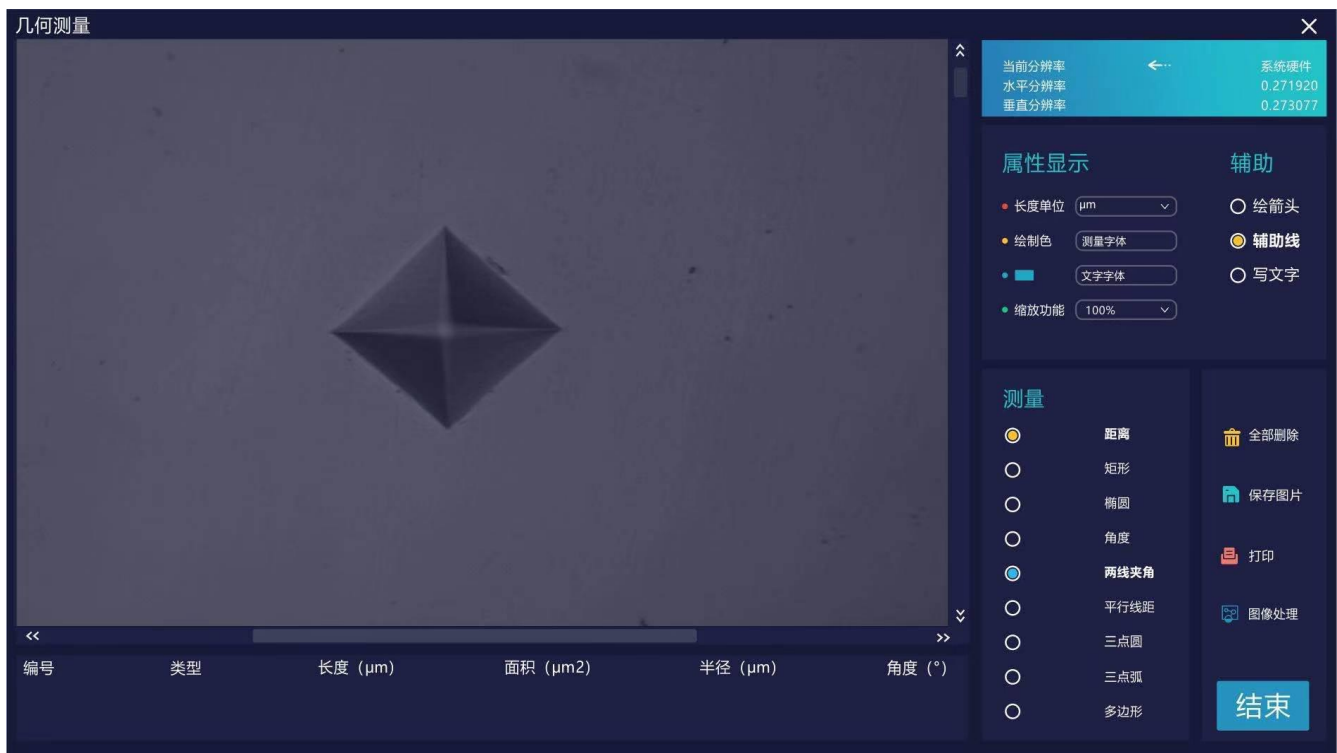 几何测量
当前分辨率 系统硬件
水平分辨率 0.271920
垂直分辨率 0.273077
属性显示
长度单位 μm
绘制色 测量字体
文字字体
缩放功能 100%
辅助
绘箭头
辅助线
写文字
测量
距离
矩形
椭圆
角度
两线夹角
平行线距
三点圆
三点弧
多边形
全部删除
保存图片
打印
图像处理
结束
编号 类型 长度（μm） 面积（μm2） 半径（μm） 角度（°）